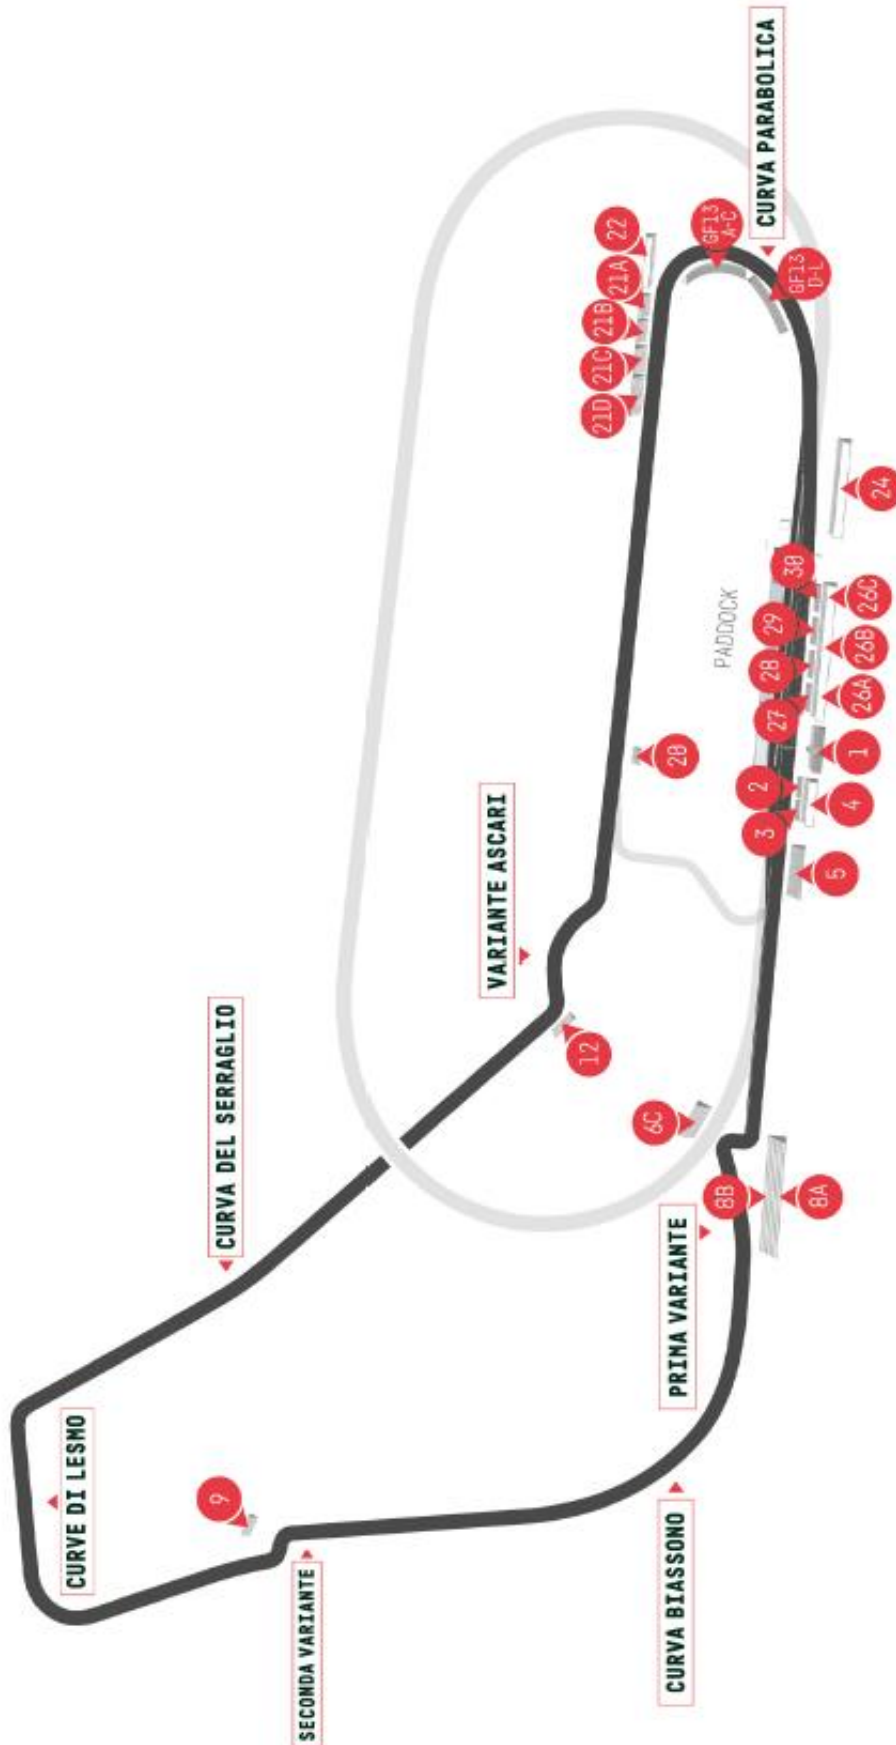 CURVE DI LESMO
9
CURVA DEL SERRAGLIO
SECONDA VARIANTE
VARIANTE ASCARI
12
21D
21C
21B
21A
22
6C
20
CURVA BIASSONO
PRIMA VARIANTE
GF13
A-C
8B
PADDOCK
CURVA PARABOLICA
3
2
27
28
29
30
GF13
D-L
8A
5
4
1
26A
26B
26C
24